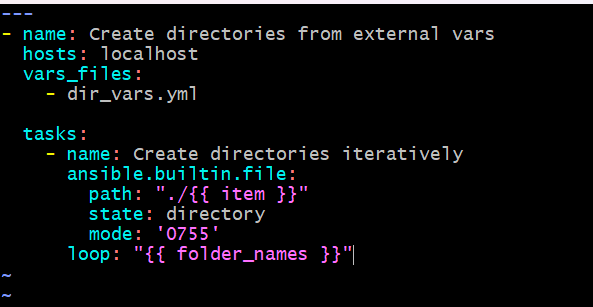 ---
- name: Create directories from external vars
  hosts: localhost
  vars_files:
    - dir_vars.yml

  tasks:
    - name: Create directories iteratively
      ansible.builtin.file:
        path: "./{{ item }}"
        state: directory
        mode: '0755'
      loop: "{{ folder_names }}"
~
~